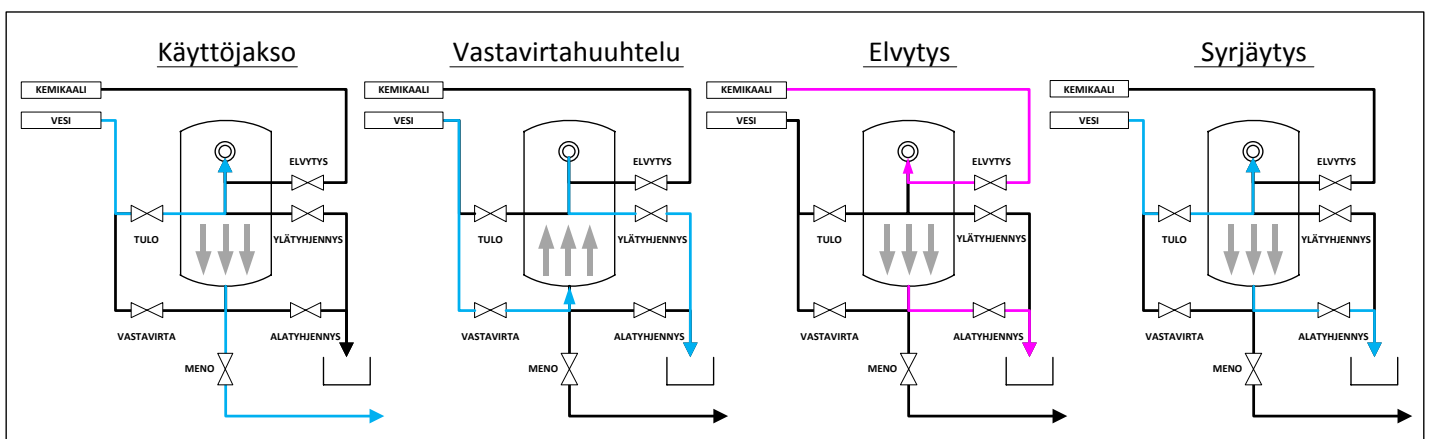 Käyttöjakso
KEMIKAALI
VESI
ELVYTYS
TULO
YLÄTYHJENNYS
VASTAVIRTA
ALATYHJENNYS
MENO
Vastavirtahuuhtelu
KEMIKAALI
VESI
ELVYTYS
TULO
YLÄTYHJENNYS
VASTAVIRTA
ALATYHJENNYS
MENO
Elvytys
KEMIKAALI
VESI
ELVYTYS
TULO
YLÄTYHJENNYS
VASTAVIRTA
ALATYHJENNYS
MENO
Syrjäytys
KEMIKAALI
VESI
ELVYTYS
TULO
YLÄTYHJENNYS
VASTAVIRTA
ALATYHJENNYS
MENO